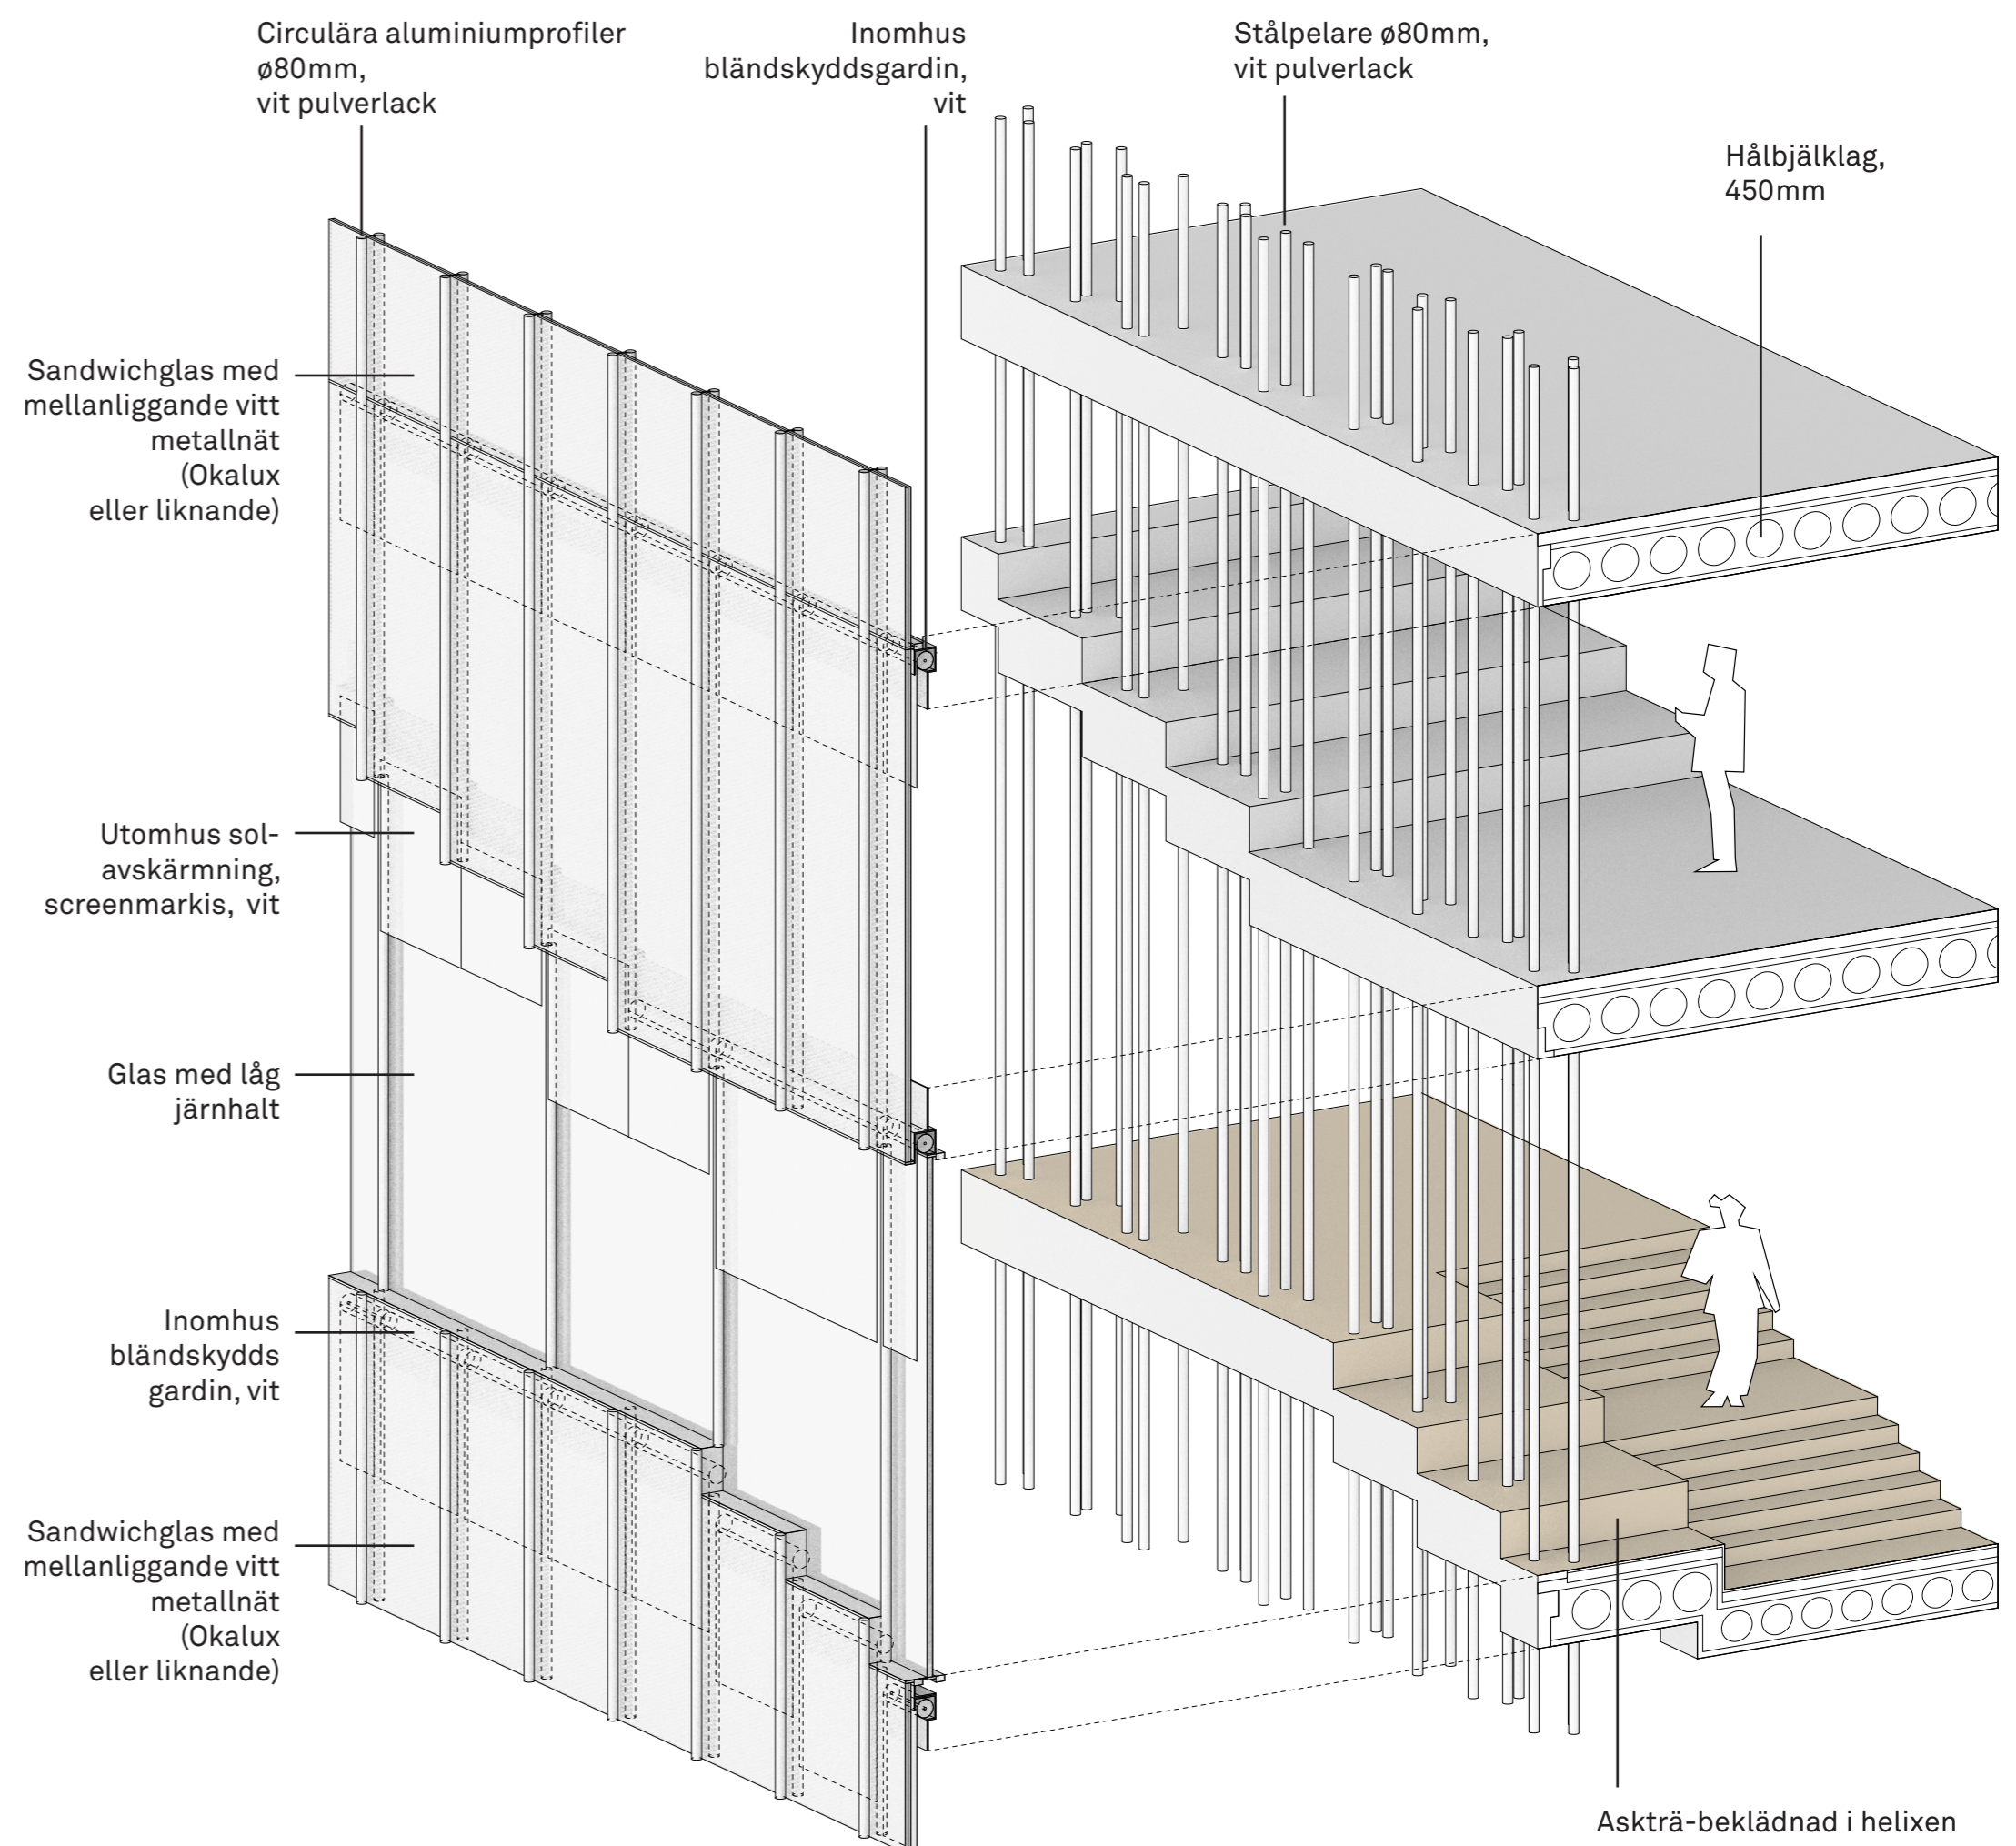 Circulära aluminiumprofiler
ø80mm,
vit pulverlack
Inomhus
bländskyddsgardin,
vit
Stålpelare ø80mm,
vit pulverlack
Hålbjälklag,
450mm
Sandwichglas med
mellanliggande vitt
metallnät
(Okalux
eller liknande)
Utomhus sol-
avskärmning,
screenmarkis, vit
Glas med låg
järnhalt
Inomhus
bländskydds
gardin, vit
Sandwichglas med
mellanliggande vitt
metallnät
(Okalux
eller liknande)
Askträ-beklädnad i helixen